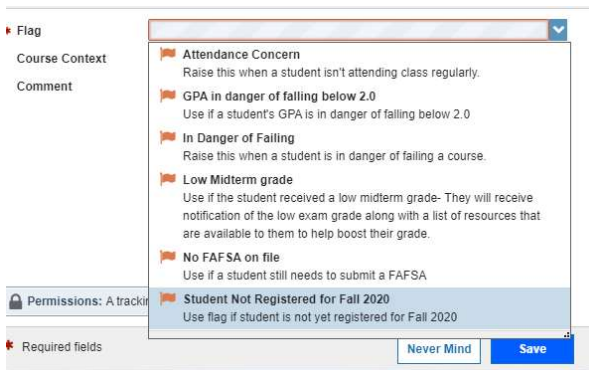 * Flag
Course Context
Comment
Attendance Concern
Raise this when a student isn't attending class regularly.
GPA in danger of falling below 2.0
Use if a student's GPA is in danger of falling below 2.0
In Danger of Failing
Raise this when a student is in danger of failing a course.
Low Midterm grade
Use if the student received a low midterm grade- They will receive
notification of the low exam grade along with a list of resources that
are available to them to help boost their grade.
No FAFSA on file
Use if a student still needs to submit a FAFSA
Student Not Registered for Fall 2020
Use flag if student is not yet registered for Fall 2020
Permissions: A
* Required fields
Never Mind
Save